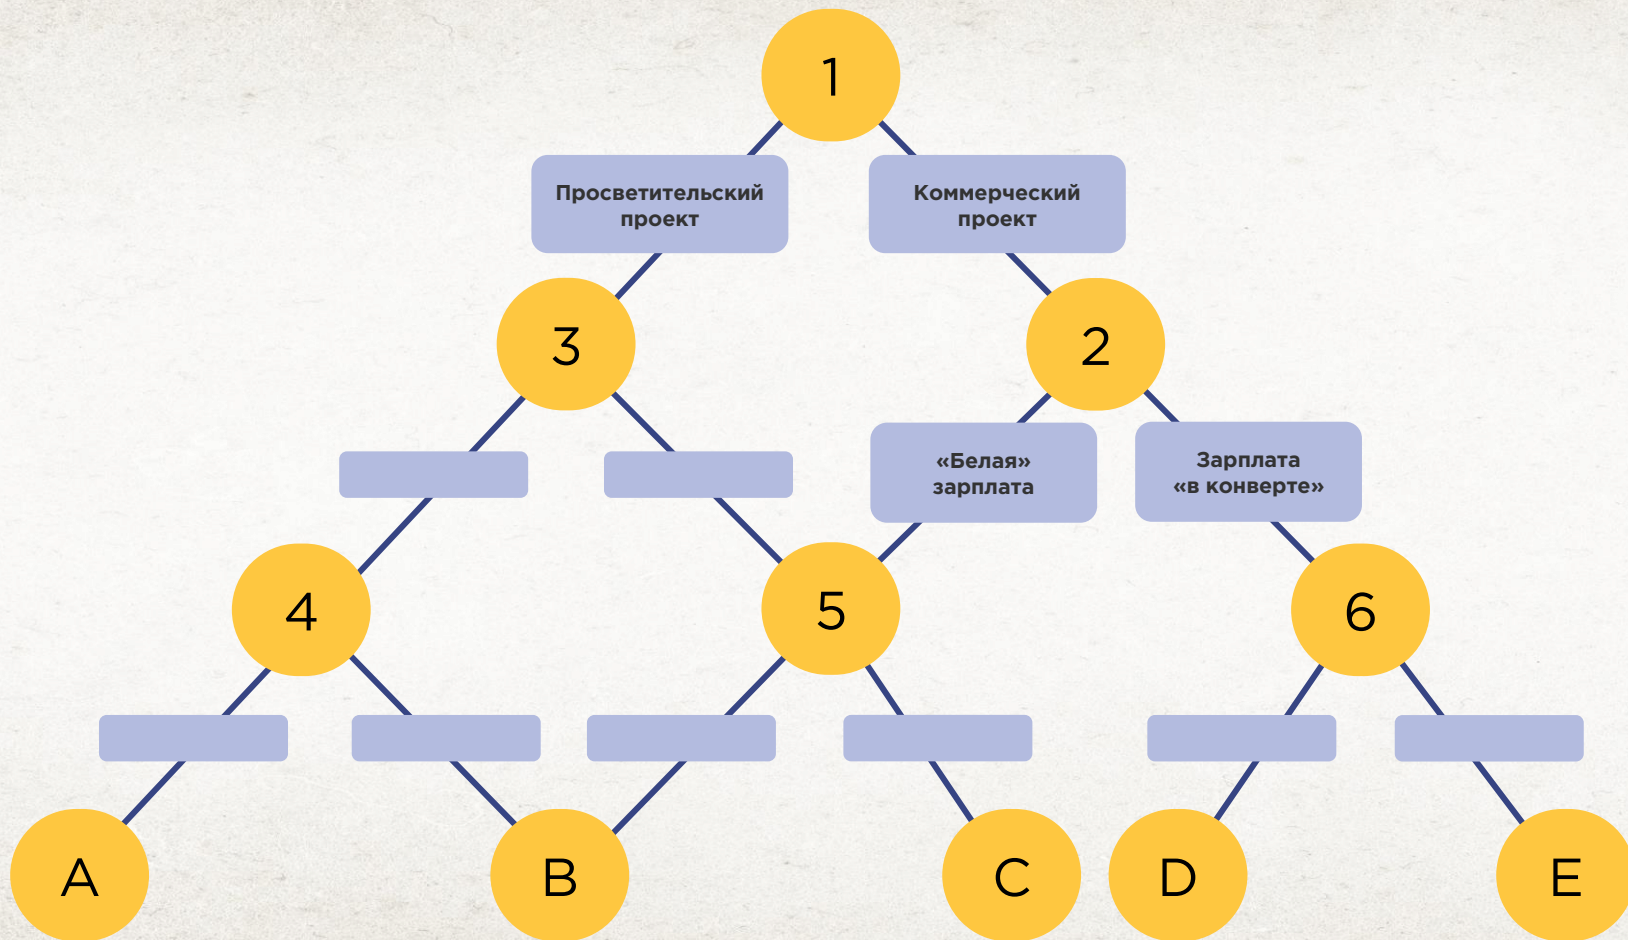 1
Просветительский
проект
Коммерческий
проект
3
2
«Белая»
зарплата
Зарплата
«в конверте»
4
5
6
A
B
C
D
E